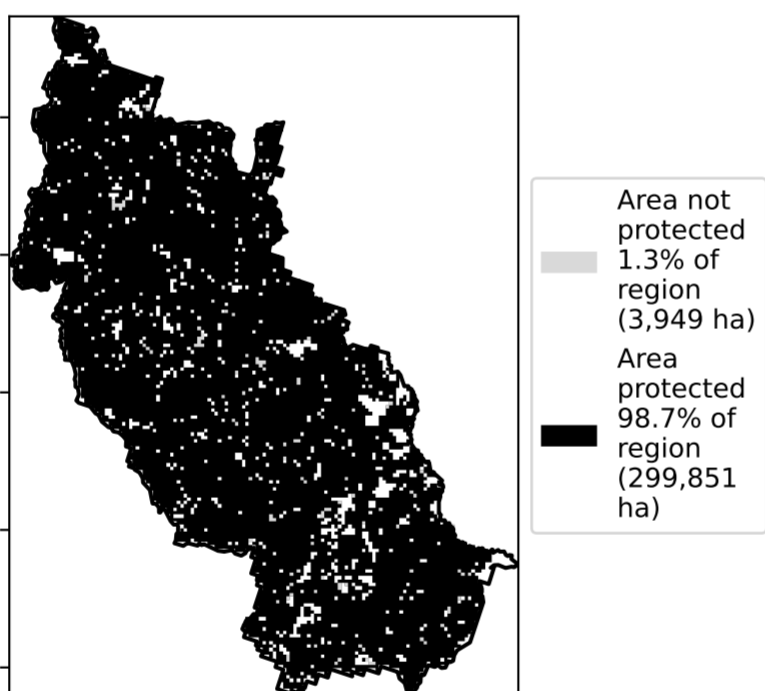 Area not
protected
1.3% of
region
(3,949 ha)
Area
protected
98.7% of
region
(299,851
ha)